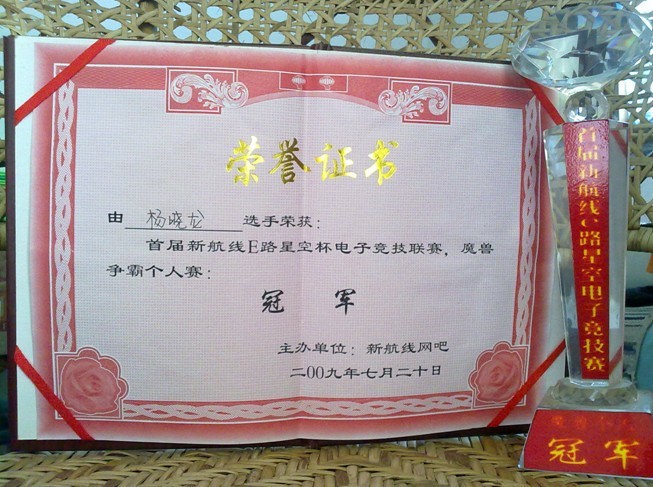 荣誉证书
由 杨晓龙 选手荣获：
首届新航线E路星空杯电子竞技联赛，魔兽
争霸个人赛：
冠 军
主办单位：新航线网吧
二00九年七月二十日
首届新航线e路星空电子竞技赛
冠 军